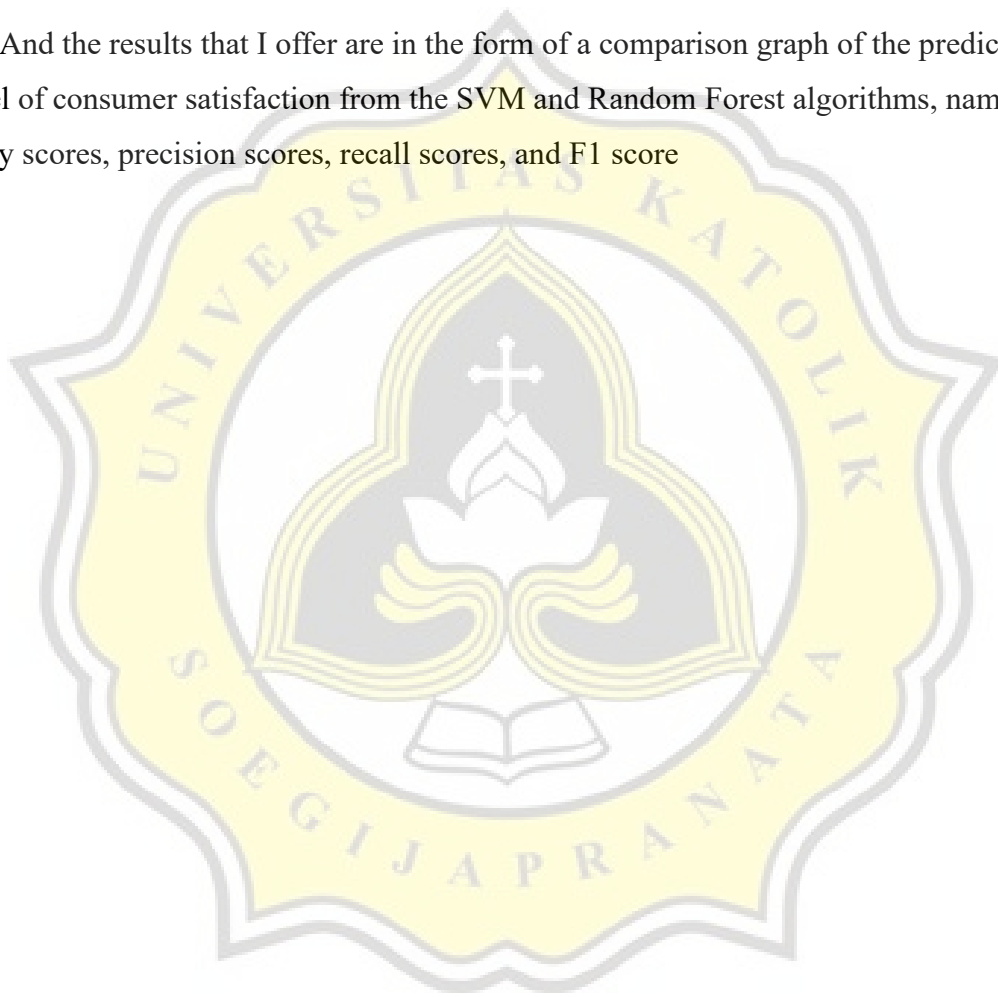 And the results that I offer are in the form of a comparison graph of the predic
l of consumer satisfaction from the SVM and Random Forest algorithms, nam
y scores, precision scores, recall scores, and F1 score
UNIVERSITAS KATOLIK
SOEGIJAPRANATA